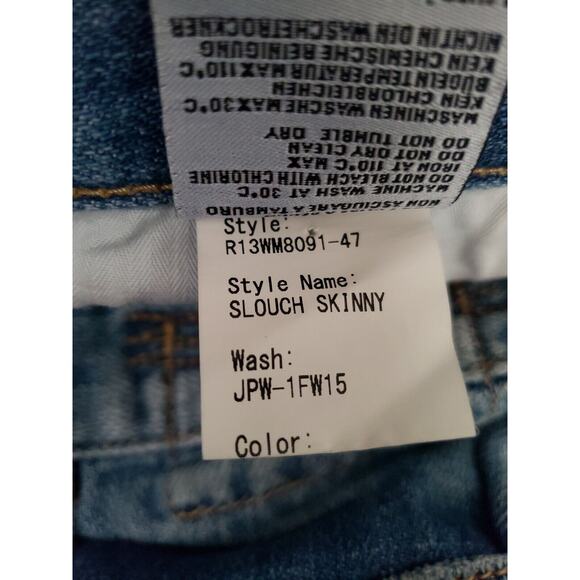 NICHT IN DEN WASCHETROCKNER
KEIN CHEMISCHE REINIGUNG
BUDEIN TEMPERATUR MAX 110°C
KEIN CHLORBLEICHEN
MASCHINEN WASCHE MAX 30°C
DO NOT TUMBLE DRY
DO NOT DRY CLEAN
IRON AT 110°C MAX
DO NOT BLEACH WITH CHLORINE
MACHINE WASH AT 30°C
NON ASCIUGARE A TAMBURO
Style:
R13WM8091-47
Style Name:
SLOUCH SKINNY
Wash:
JPW-1FW15
Color: